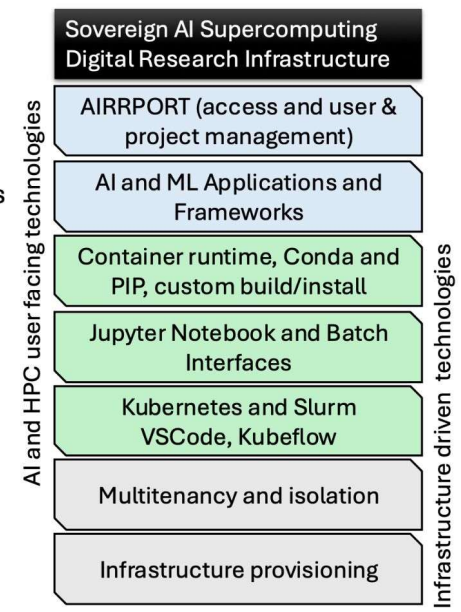 Sovereign AI Supercomputing
Digital Research Infrastructure
AIRRPORT (access and user &
project management)
AI and ML Applications and
Frameworks
Container runtime, Conda and
PIP, custom build/install
Jupyter Notebook and Batch
Interfaces
Kubernetes and Slurm
VSCode, Kubeflow
Multitenancy and isolation
Infrastructure provisioning
AI and HPC user facing technologies
Infrastructure driven technologies
s